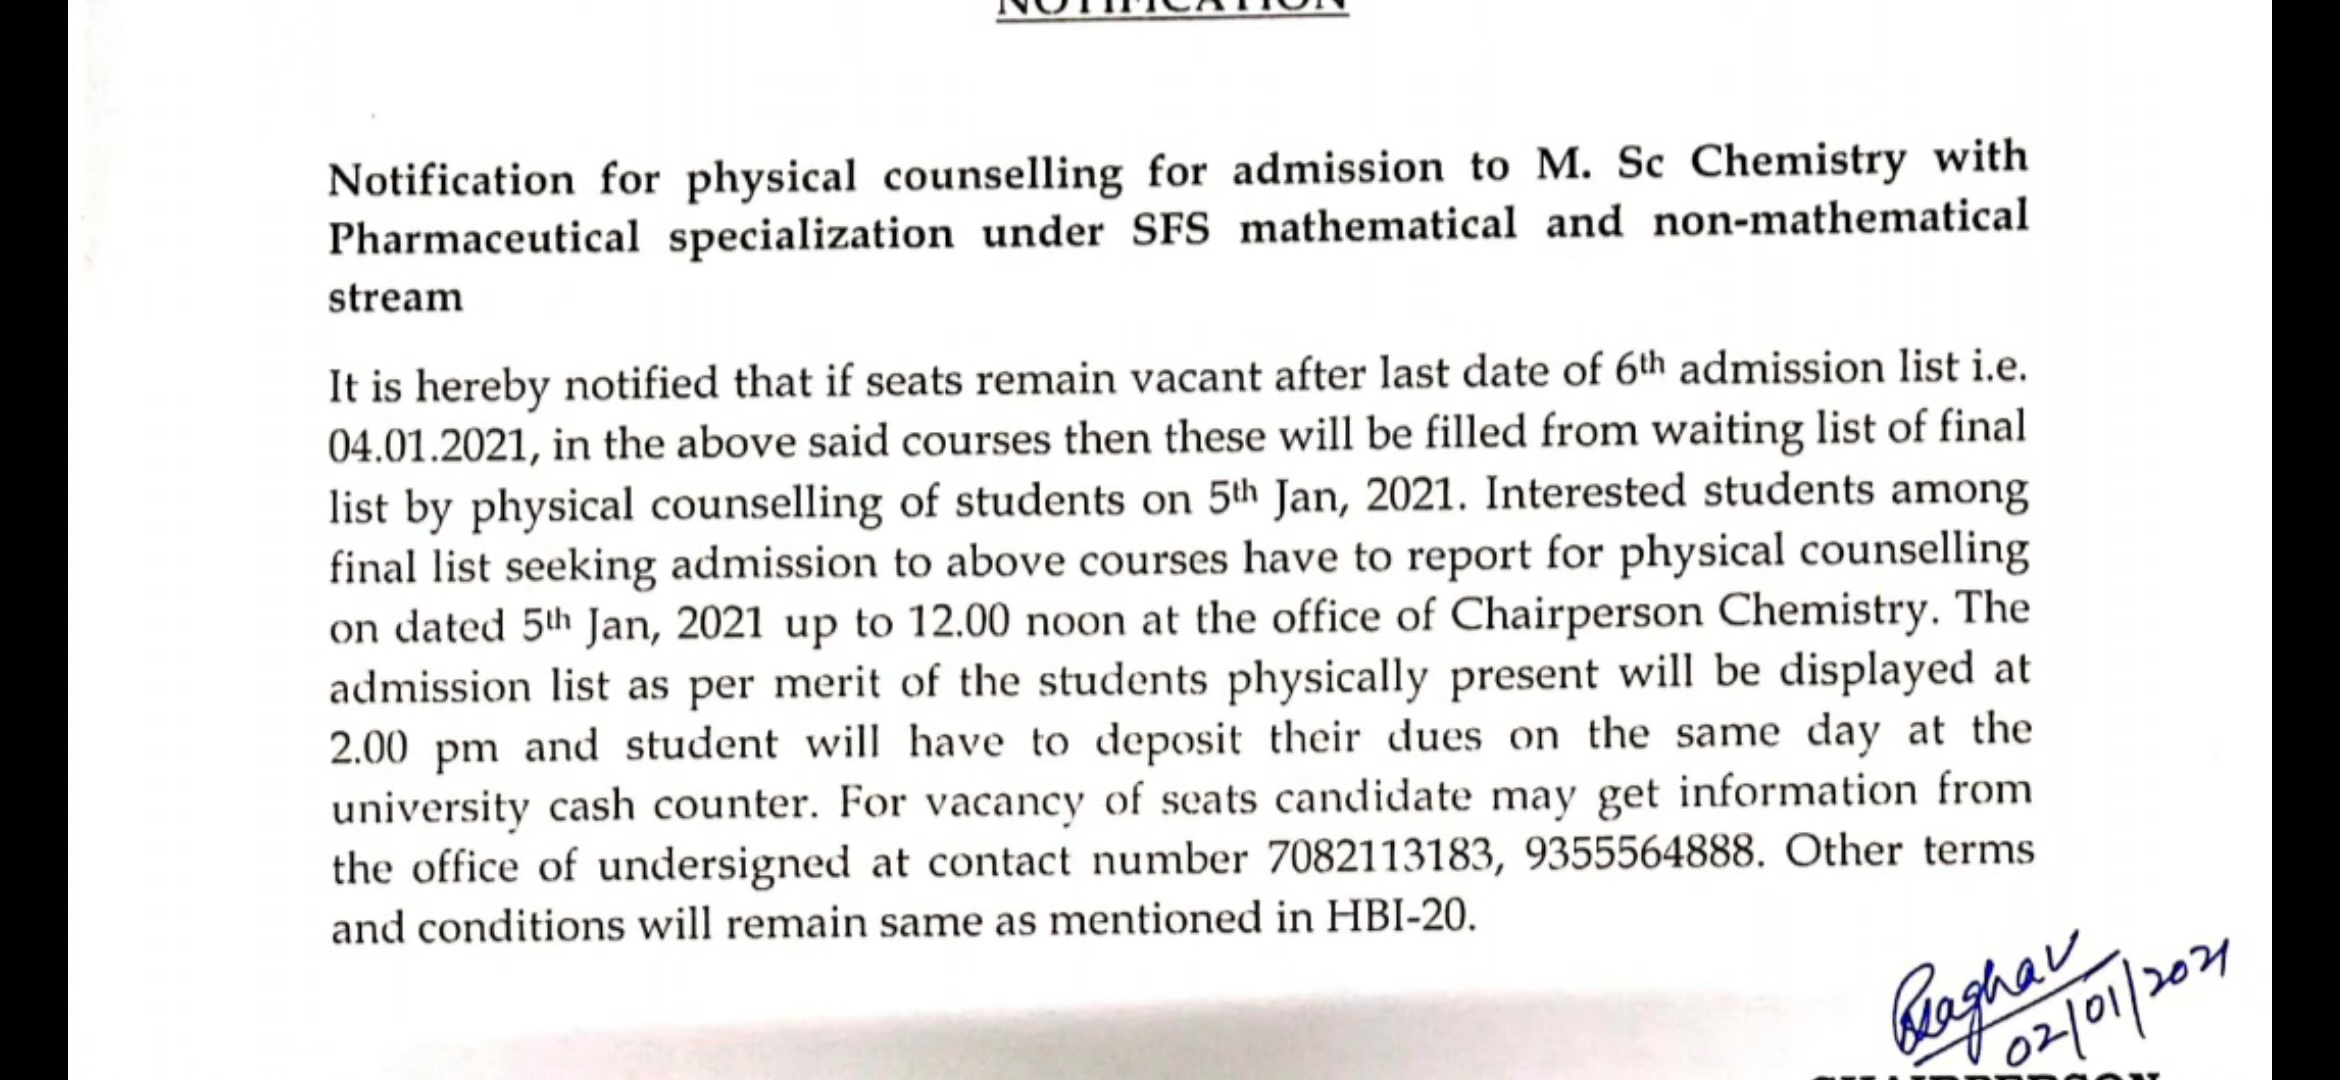 NOTIFICATION
Notification for physical counselling for admission to M. Sc Chemistry with
Pharmaceutical specialization under SFS mathematical and non-mathematical
stream
It is hereby notified that if seats remain vacant after last date of 6th admission list i.e.
04.01.2021, in the above said courses then these will be filled from waiting list of final
list by physical counselling of students on 5th Jan, 2021. Interested students among
final list seeking admission to above courses have to report for physical counselling
on dated 5th Jan, 2021 up to 12.00 noon at the office of Chairperson Chemistry. The
admission list as per merit of the students physically present will be displayed at
2.00 pm and student will have to deposit their dues on the same day at the
university cash counter. For vacancy of seats candidate may get information from
the office of undersigned at contact number 7082113183, 9355564888. Other terms
and conditions will remain same as mentioned in HBI-20.
Raghav
02/01/2021
CHAIRPERSON